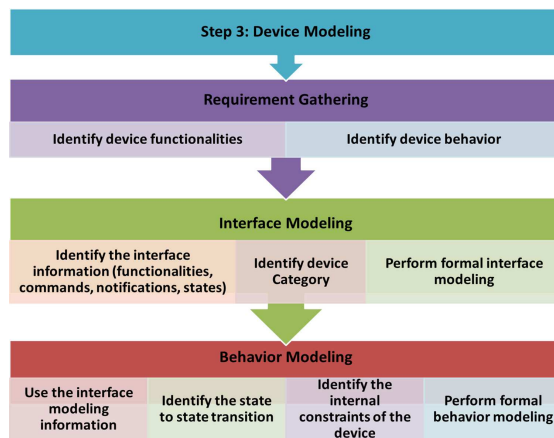 Step 3: Device Modeling
Requirement Gathering
Identify device functionalities
Identify device behavior
Interface Modeling
Identify the interface
information (functionalities,
commands, notifications, states)
Identify device
Category
Perform formal interface
modeling
Behavior Modeling
Use the interface
modeling
information
Identify the state
to state transition
Identify the
internal
constraints of the
device
Perform formal
behavior modeling